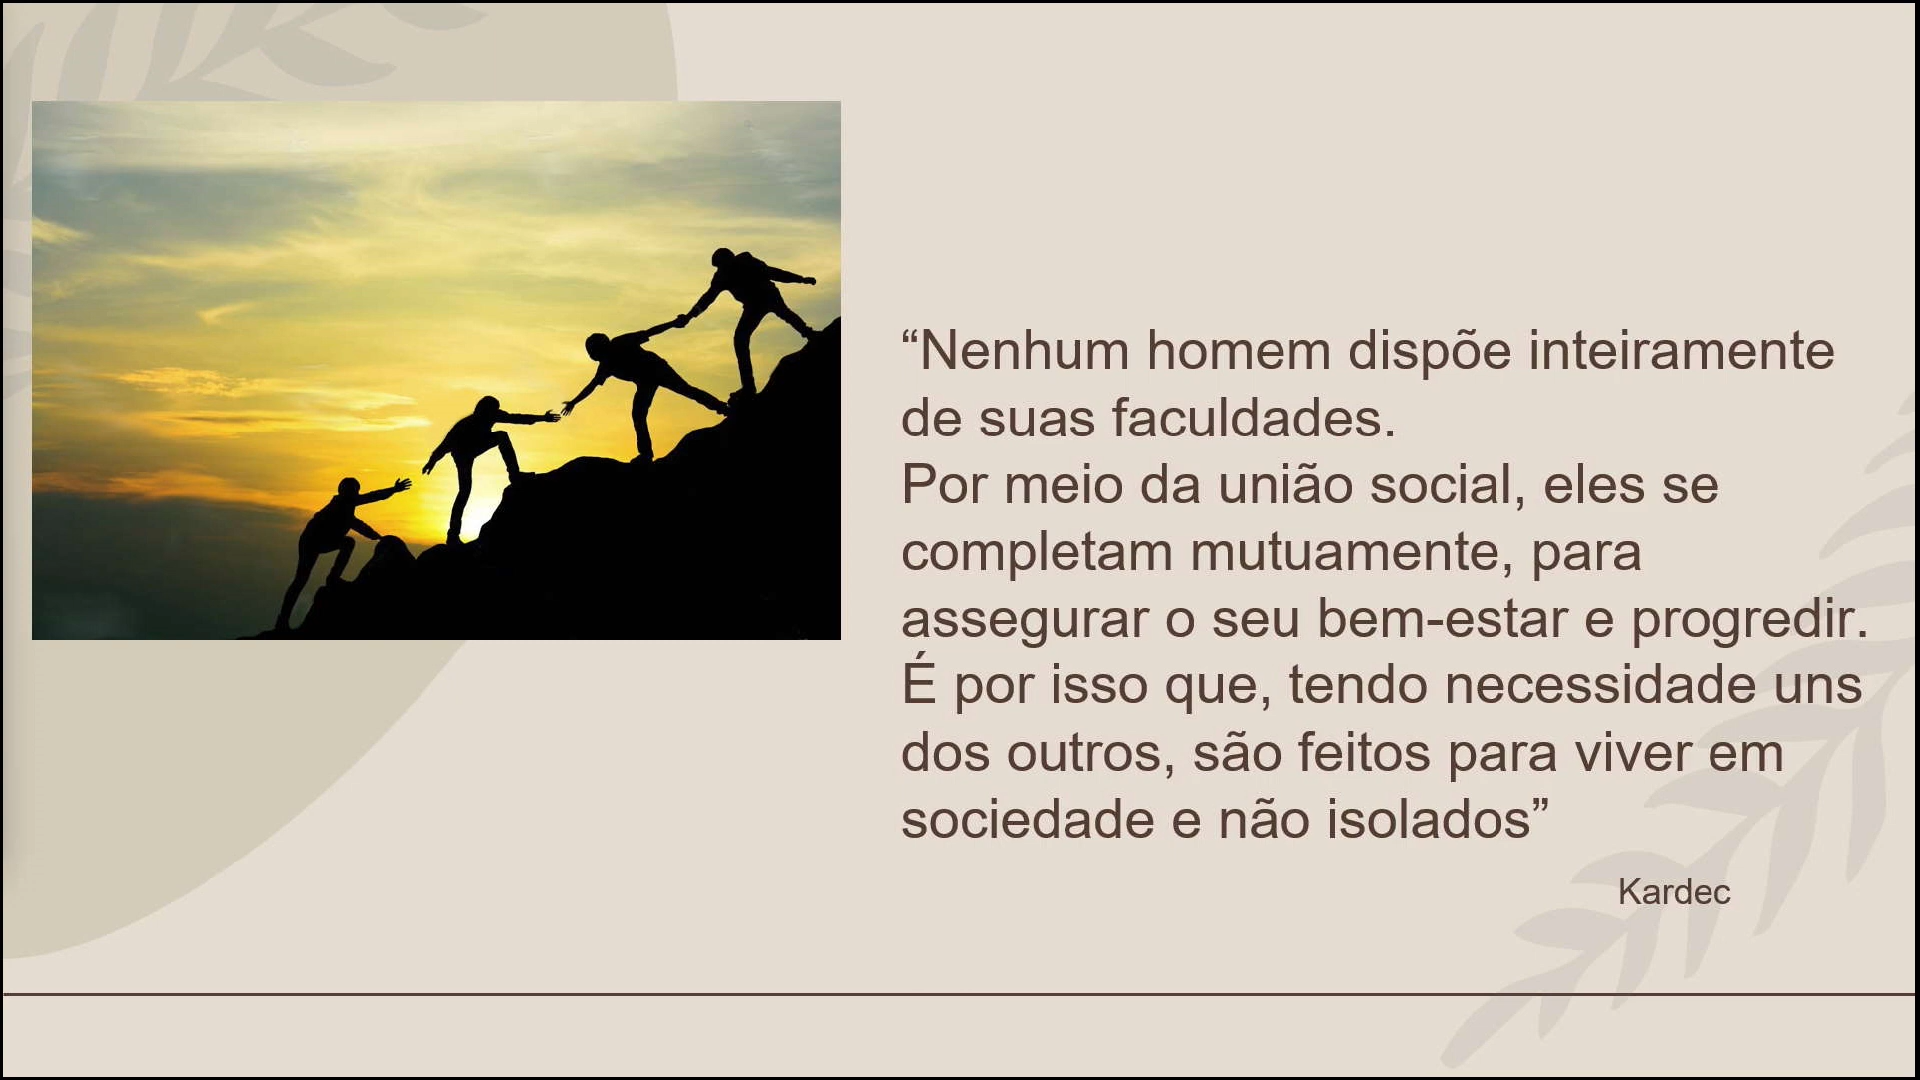 “Nenhum homem dispõe inteiramente
de suas faculdades.
Por meio da união social, eles se
completam mutuamente, para
assegurar o seu bem-estar e progredir.
É por isso que, tendo necessidade uns
dos outros, são feitos para viver em
sociedade e não isolados”
Kardec